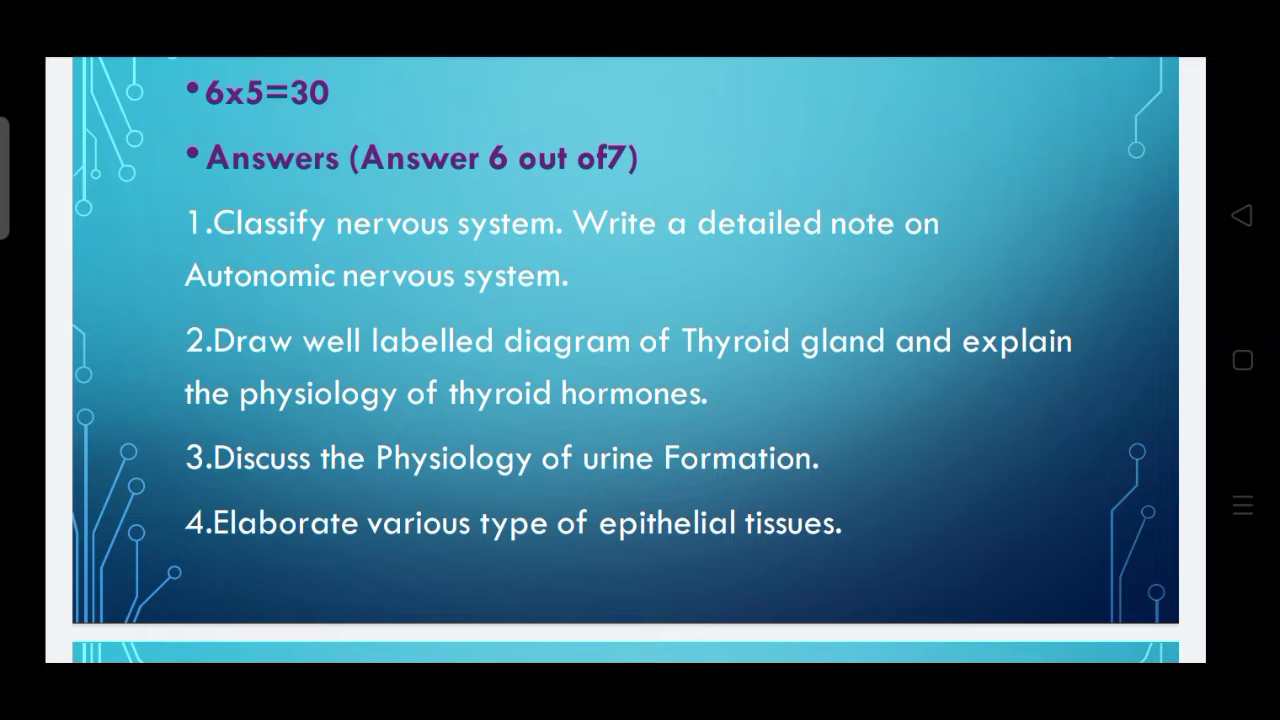 •6x5=30
•Answers (Answer 6 out of7)
1.Classify nervous system. Write a detailed note on
Autonomic nervous system.
2.Draw well labelled diagram of Thyroid gland and explain
the physiology of thyroid hormones.
3.Discuss the Physiology of urine Formation.
4.Elaborate various type of epithelial tissues.